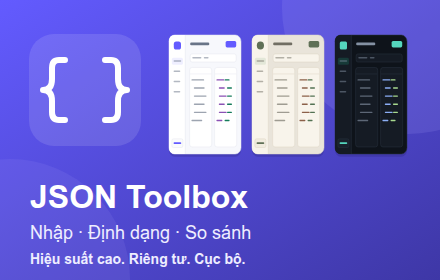 { }
JSON Toolbox
Nhập · Định dạng · So sánh
Hiệu suất cao. Riêng tư. Cục bộ.